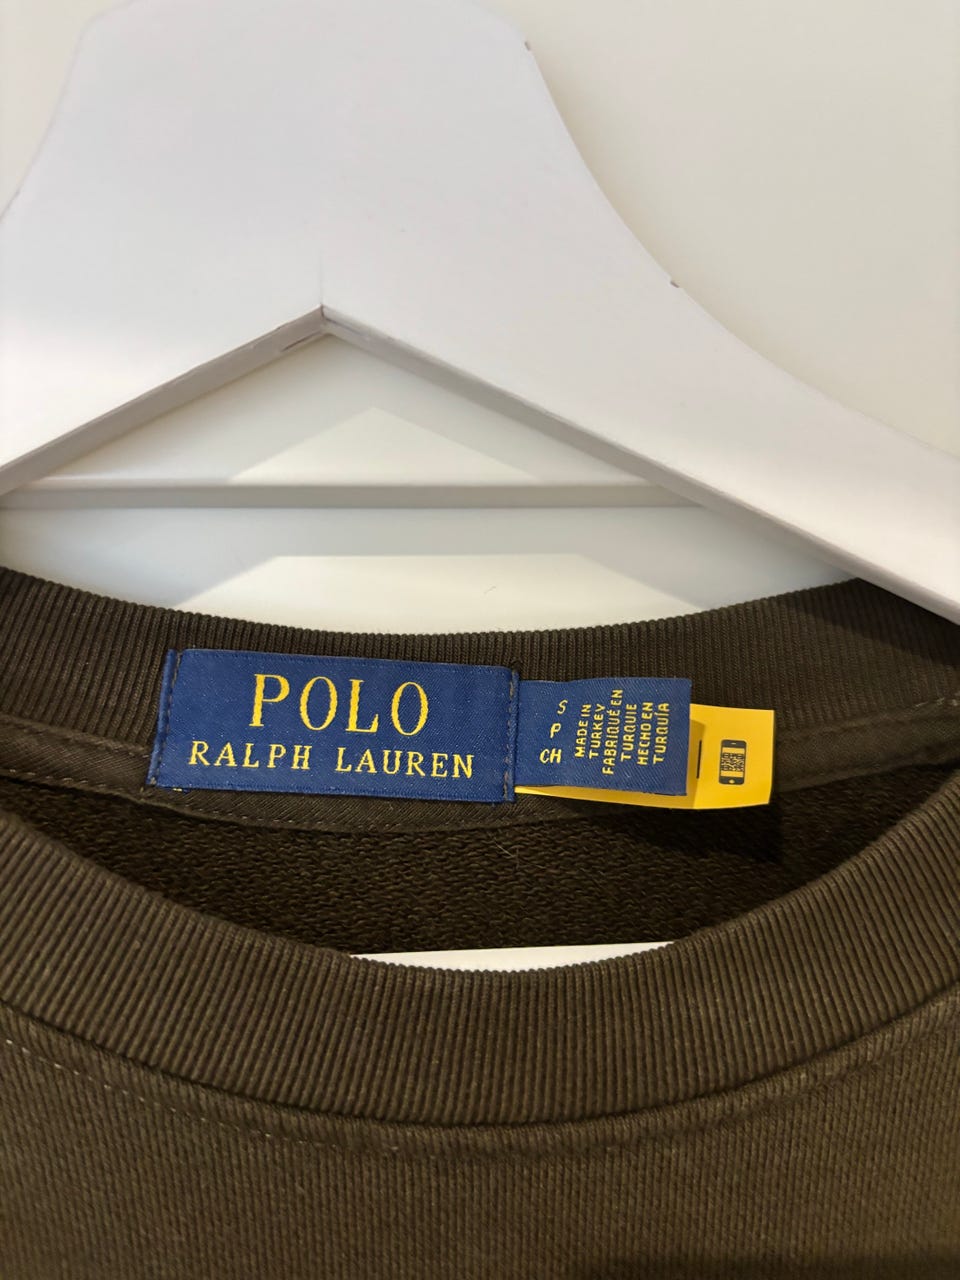 POLO
RALPH LAUREN
S
P
CH
MADE IN
TURKEY
FABRIQUÉ EN
TURQUIE
HECHO EN
TURQUÍA